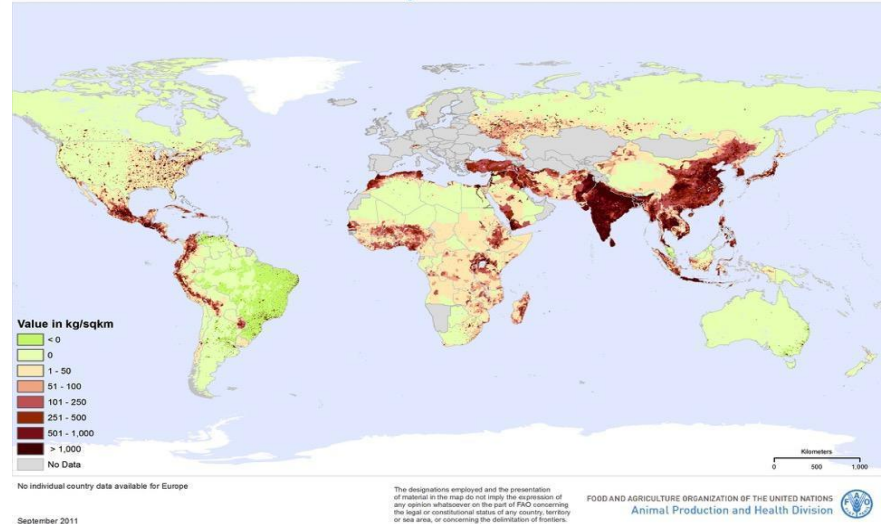 Value in kg/sqkm
< 0
0
1 - 50
51 - 100
101 - 250
251 - 500
501 - 1,000
> 1,000
No Data
Kilometers
0 500 1,000
No individual country data available for Europe
September 2011
The designations employed and the presentation
of material in the map do not imply the expression of
any opinion whatsoever on the part of FAO concerning
the legal or constitutional status of any country, territory
or sea area, or concerning the delimitation of frontiers.
FOOD AND AGRICULTURE ORGANIZATION OF THE UNITED NATIONS
Animal Production and Health Division